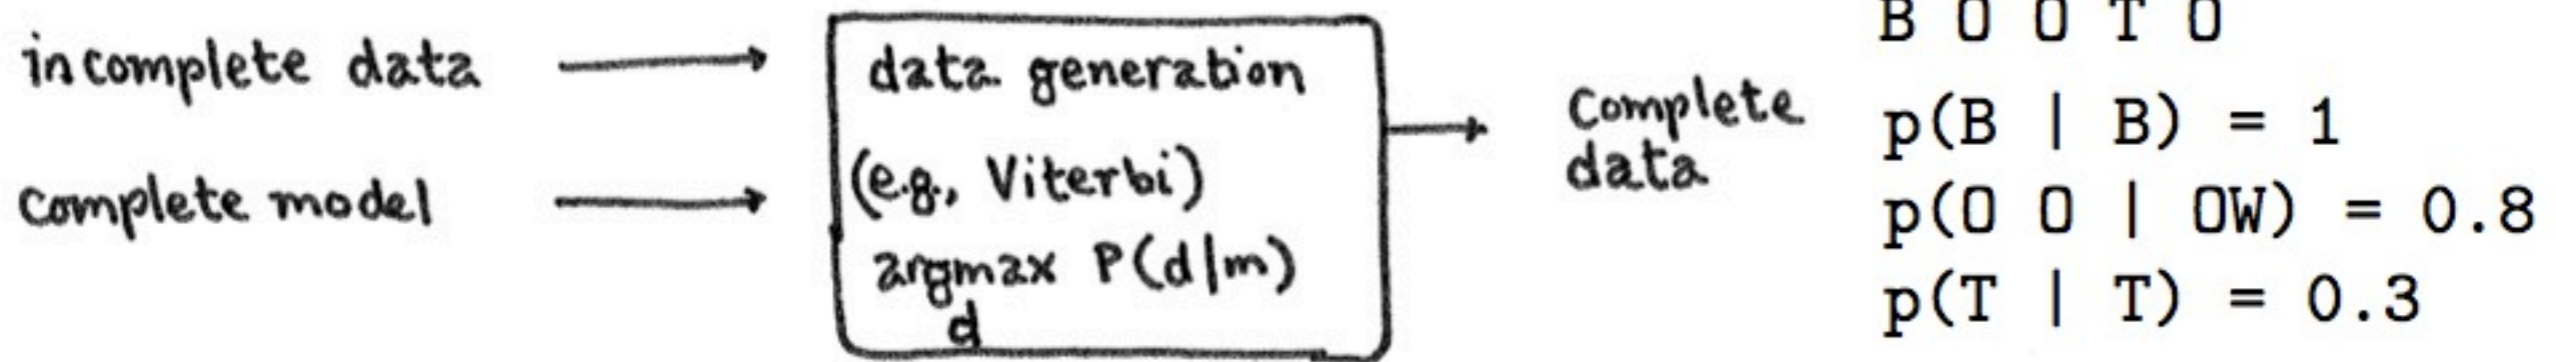 incomplete data
complete model
data generation
(e.g., Viterbi)
argmax P(d|m)
d
complete
data
B O O T O
p(B | B) = 1
p(O O | OW) = 0.8
p(T | T) = 0.3